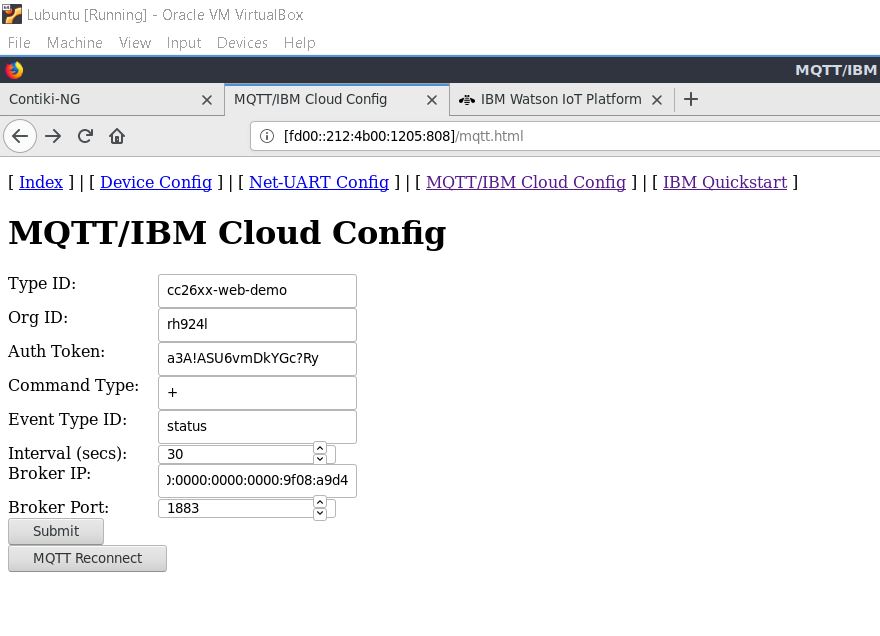 Lubuntu [Running] - Oracle VM VirtualBox
File Machine View Input Devices Help
MQTT/IBM
Contiki-NG
MQTT/IBM Cloud Config
IBM Watson IoT Platform
[fd00::212:4b00:1205:808]/mqtt.html
[ Index ] | [ Device Config ] | [ Net-UART Config ] | [ MQTT/IBM Cloud Config ] | [ IBM Quickstart ]
MQTT/IBM Cloud Config
Type ID: cc26xx-web-demo
Org ID: rh924l
Auth Token: a3A!ASU6vmDkYGc?Ry
Command Type: +
Event Type ID: status
Interval (secs): 30
Broker IP: :0000:0000:0000:9f08:a9d4
Broker Port: 1883
Submit
MQTT Reconnect